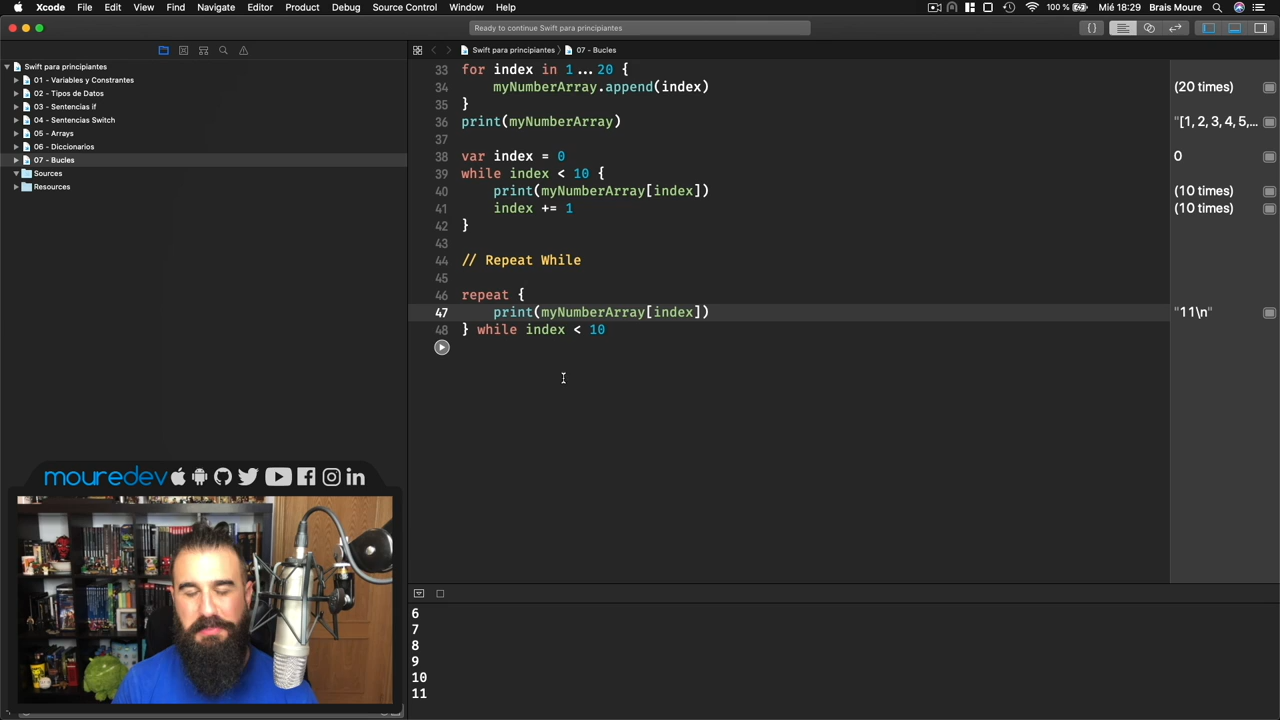 Xcode File Edit View Find Navigate Editor Product Debug Source Control Window Help 100 % Mié 18:29 Brais Moure
Ready to continue Swift para principiantes
Swift para principiantes 07 - Bucles
Swift para principiantes
01 - Variables y Constrantes
02 - Tipos de Datos
03 - Sentencias if
04 - Sentencias Switch
05 - Arrays
06 - Diccionarios
07 - Bucles
Sources
Resources
33 for index in 1...20 {
34 myNumberArray.append(index) (20 times)
35 }
36 print(myNumberArray) "[1, 2, 3, 4, 5,...
37
38 var index = 0 0
39 while index < 10 {
40 print(myNumberArray[index]) (10 times)
41 index += 1 (10 times)
42 }
43
44 // Repeat While
45
46 repeat {
47 print(myNumberArray[index]) "11\n"
48 } while index < 10
mouredev
6
7
8
9
10
11